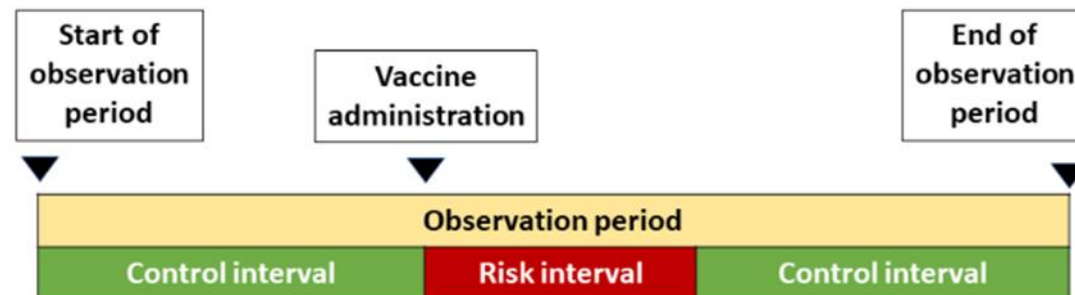 Start of
observation
period
Vaccine
administration
End of
observation
period
Observation period
Control interval
Risk interval
Control interval